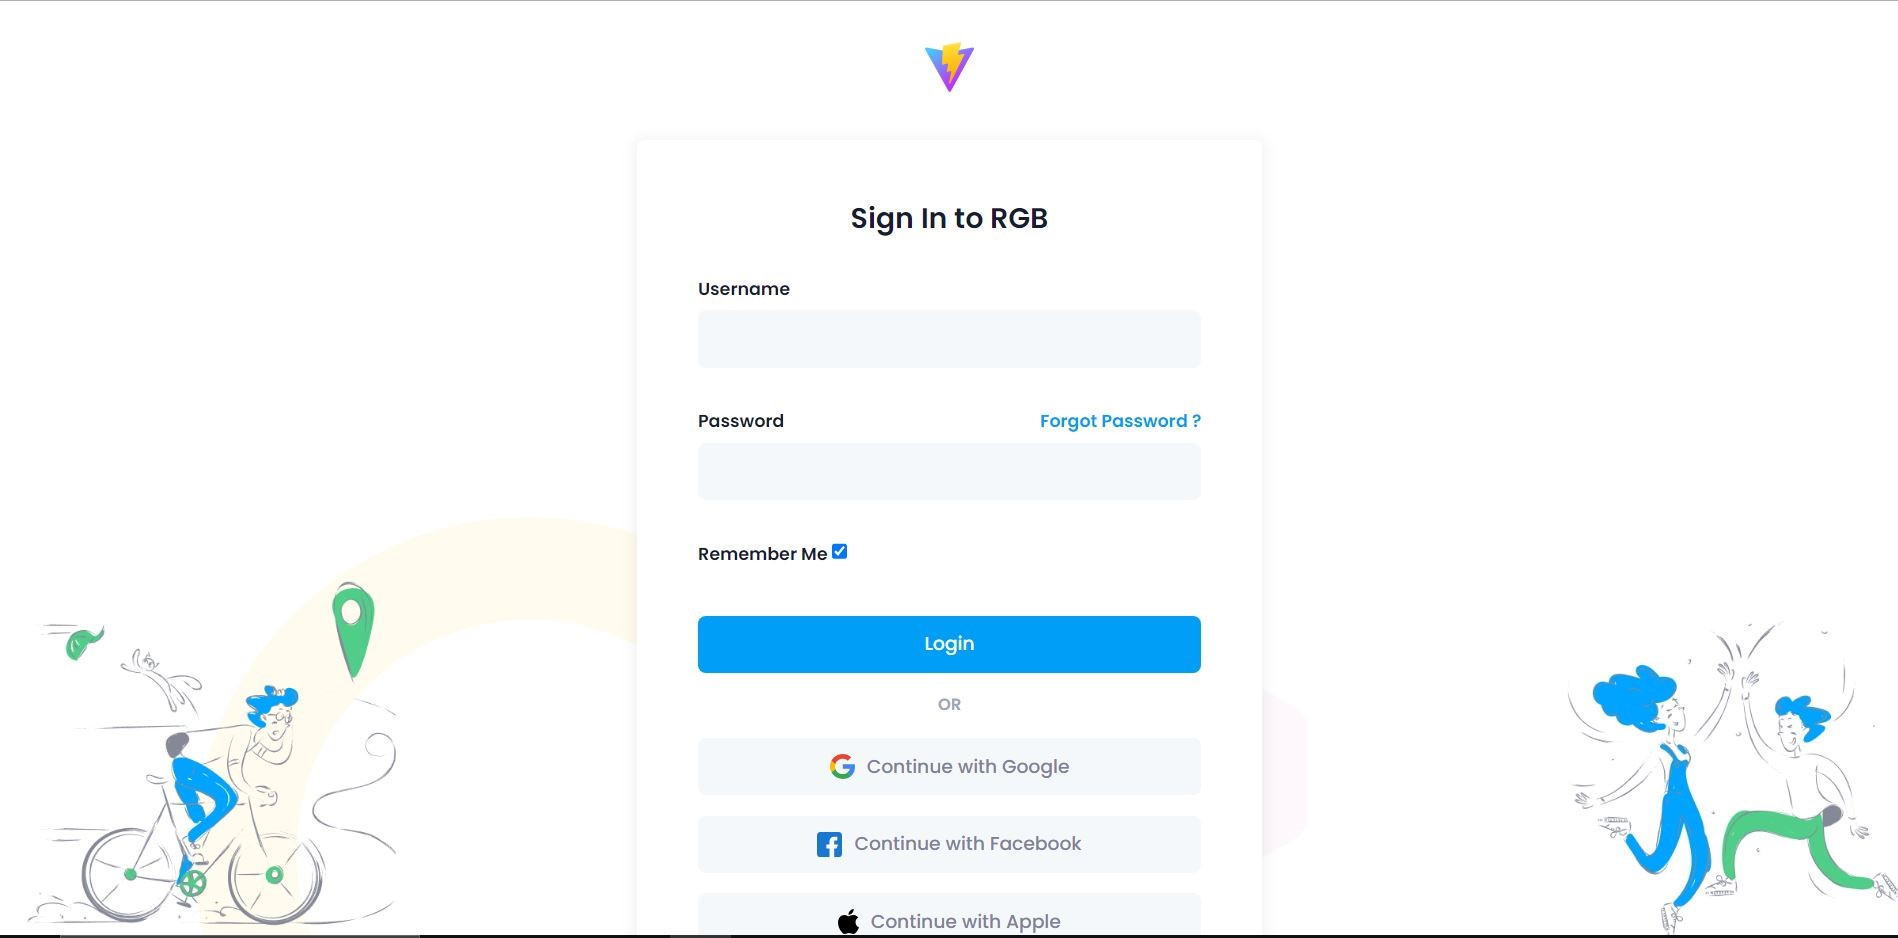 Sign In to RGB
Username
Password
Forgot Password ?
Remember Me
Login
OR
Continue with Google
Continue with Facebook
Continue with Apple